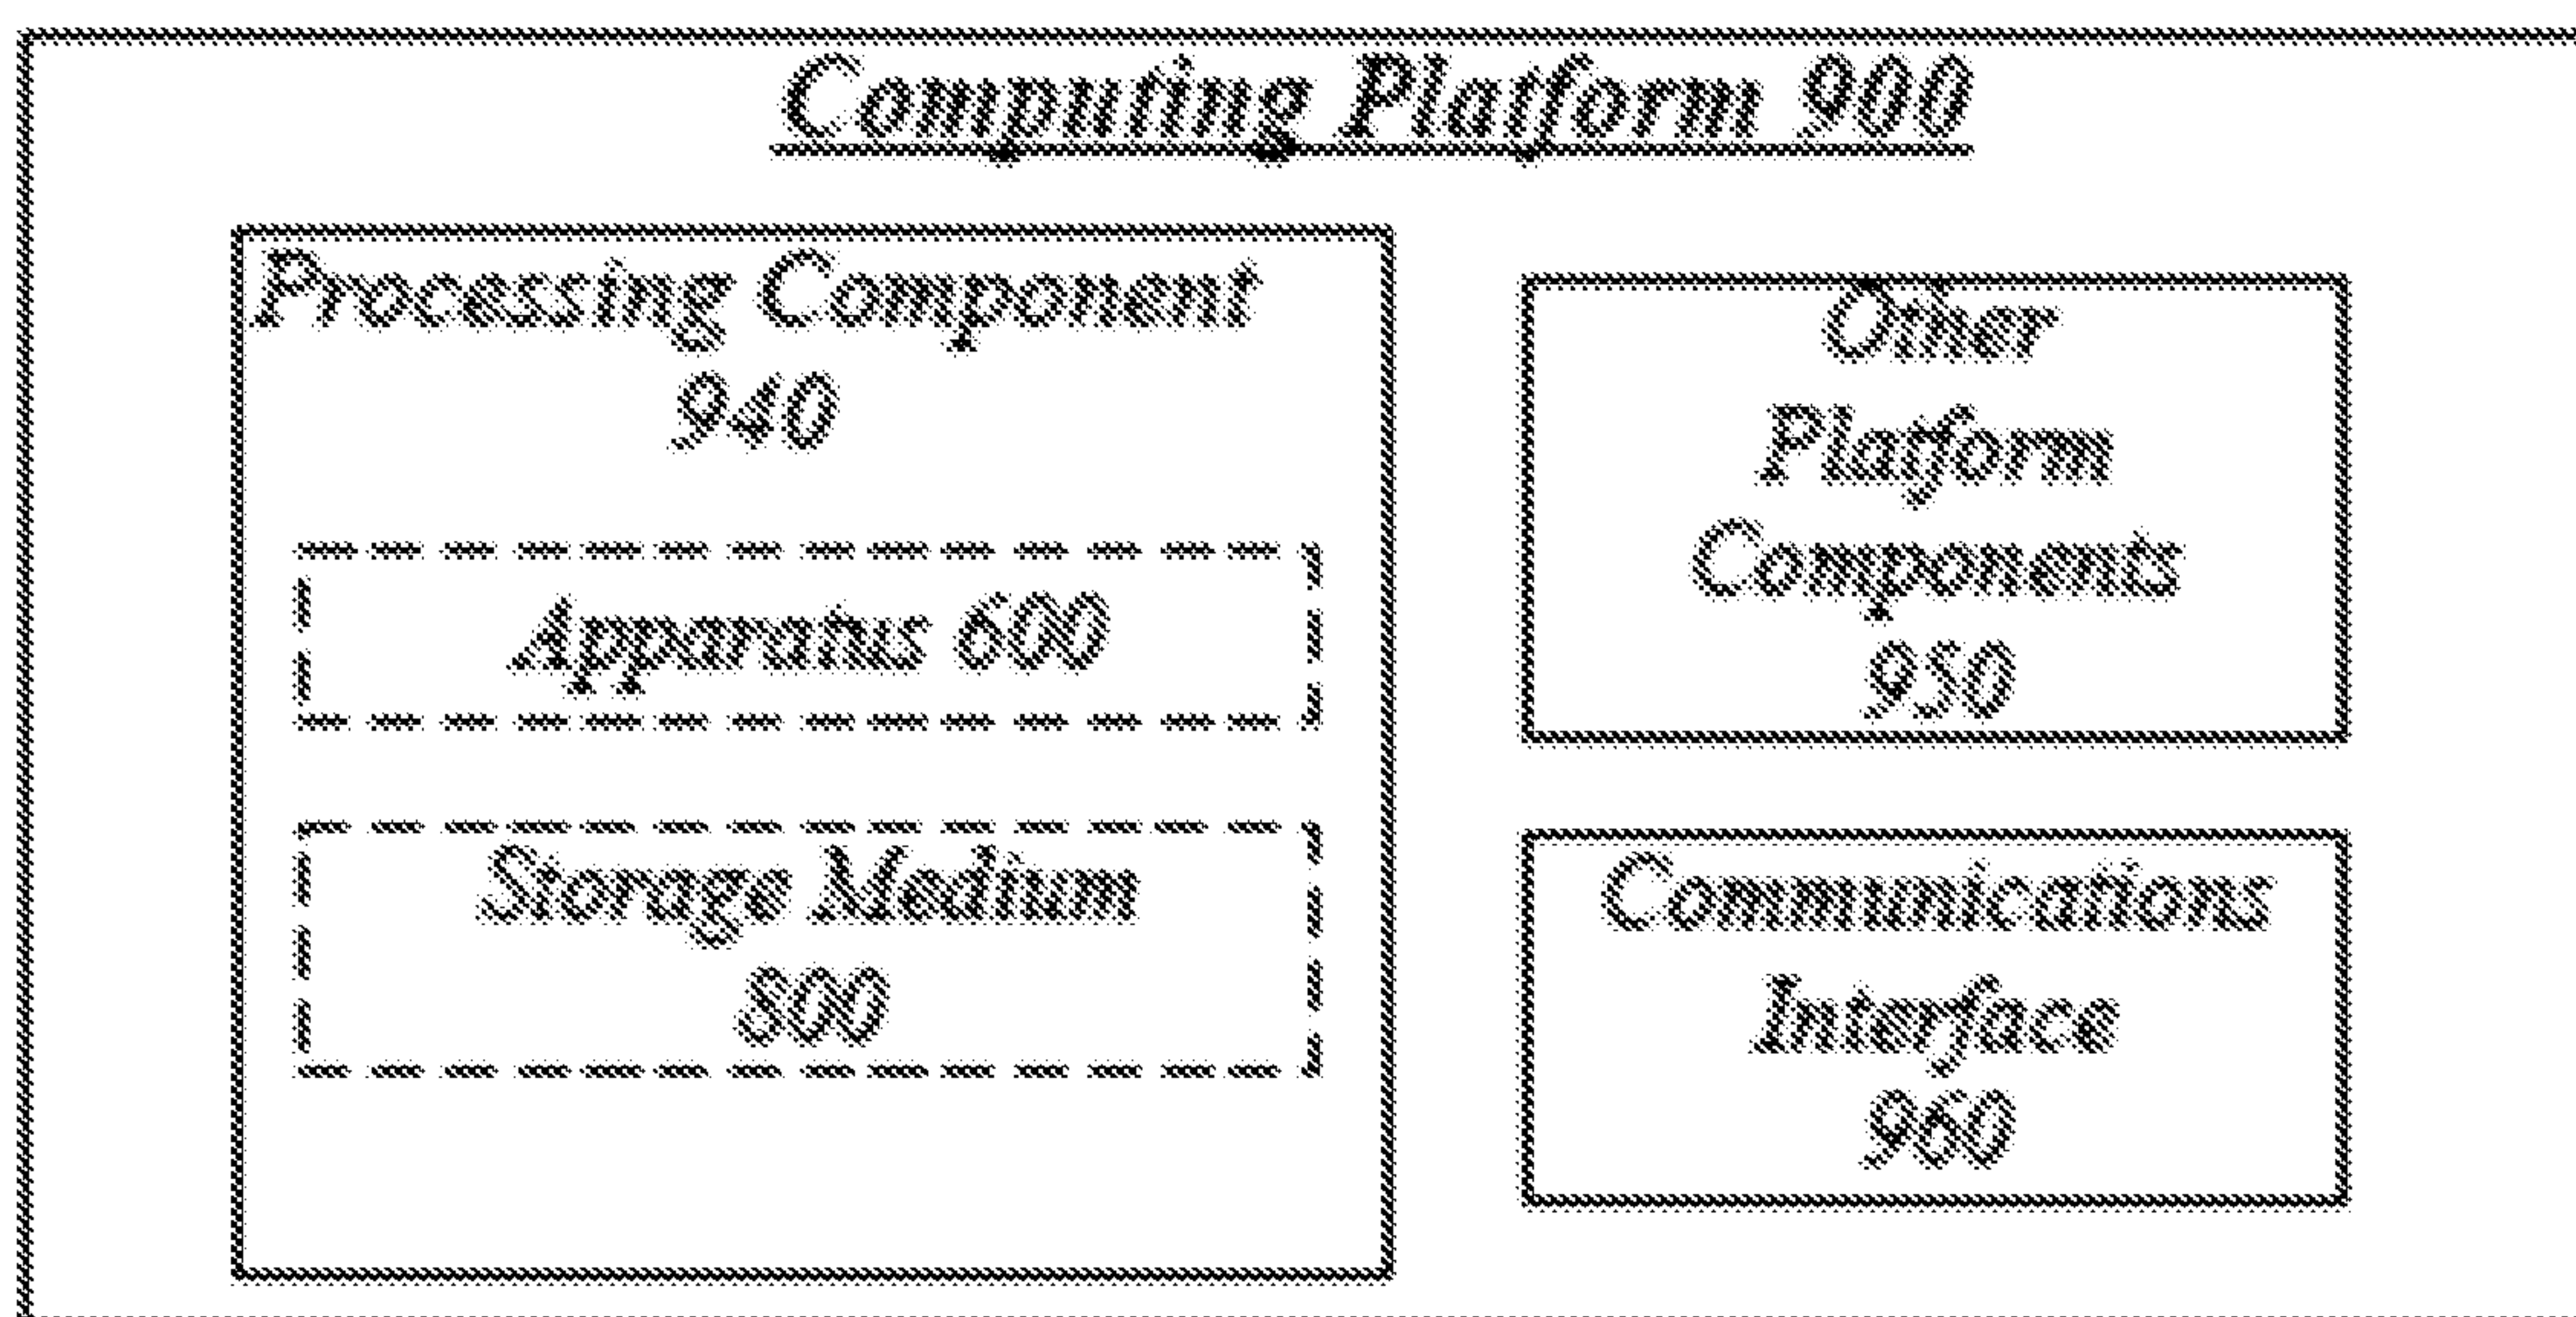 Computing Platform 900
Processing Component
940
Apparatus 600
Storage Medium
800
Other
Platform
Components
950
Communications
Interface
960